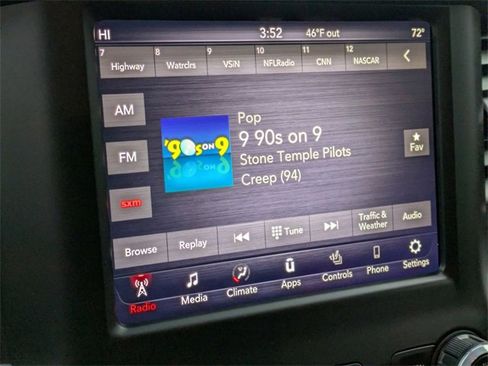 HI 3:52 46°F out 72°
7 8 9 10 11 12
Highway Watrclrs VSiN NFLRadio CNN NASCAR
AM
Pop
'90s on 9
9 90s on 9
FM
Stone Temple Pilots
Fav
Creep (94)
sxm
Browse Replay Tune Traffic & Weather Audio
Radio Media Climate Apps Controls Phone Settings